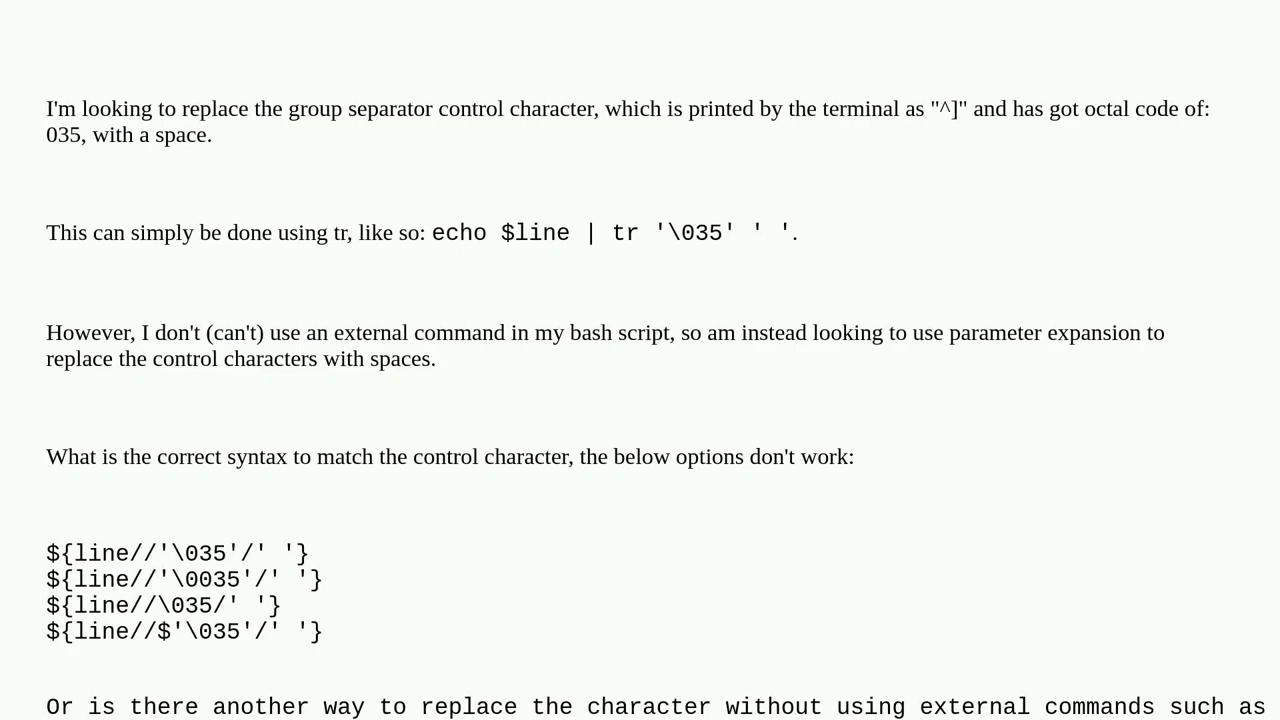 I'm looking to replace the group separator control character, which is printed by the terminal as "^]" and has got octal code of:
035, with a space.
This can simply be done using tr, like so: echo $line | tr '\035' ' '.
However, I don't (can't) use an external command in my bash script, so am instead looking to use parameter expansion to
replace the control characters with spaces.
What is the correct syntax to match the control character, the below options don't work:
${line//'\035'/' '}
${line//'\0035'/' '}
${line//\035/' '}
${line//$'\035'/' '}
Or is there another way to replace the character without using external commands such as